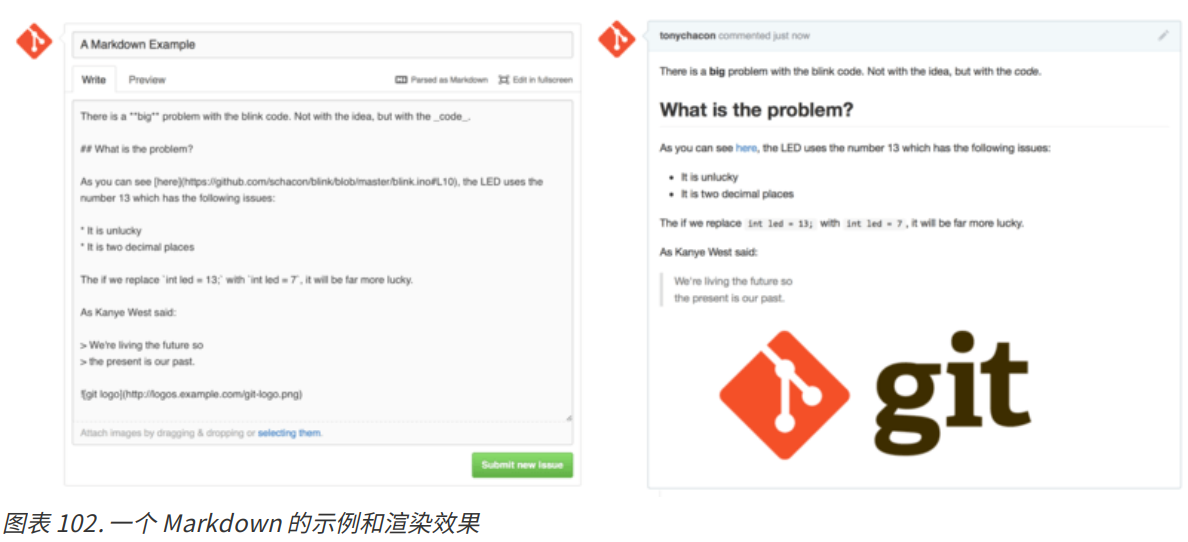 A Markdown Example
Write Preview Parsed as Markdown Edit in fullscreen
There is a **big** problem with the blink code. Not with the idea, but with the _code_.
## What is the problem?
As you can see [here](https://github.com/schacon/blink/blob/master/blink.ino#L10), the LED uses the
number 13 which has the following issues:
* It is unlucky
* It is two decimal places
The if we replace `int led = 13;` with `int led = 7`, it will be far more lucky.
As Kanye West said:
> We're living the future so
> the present is our past.
![git logo](http://logos.example.com/git-logo.png)
Attach images by dragging & dropping or selecting them.
Submit new issue
tonychacon commented just now
There is a big problem with the blink code. Not with the idea, but with the code.
What is the problem?
As you can see here, the LED uses the number 13 which has the following issues:
• It is unlucky
• It is two decimal places
The if we replace int led = 13; with int led = 7 , it will be far more lucky.
As Kanye West said:
We're living the future so
the present is our past.
git
图表 102. 一个 Markdown 的示例和渲染效果